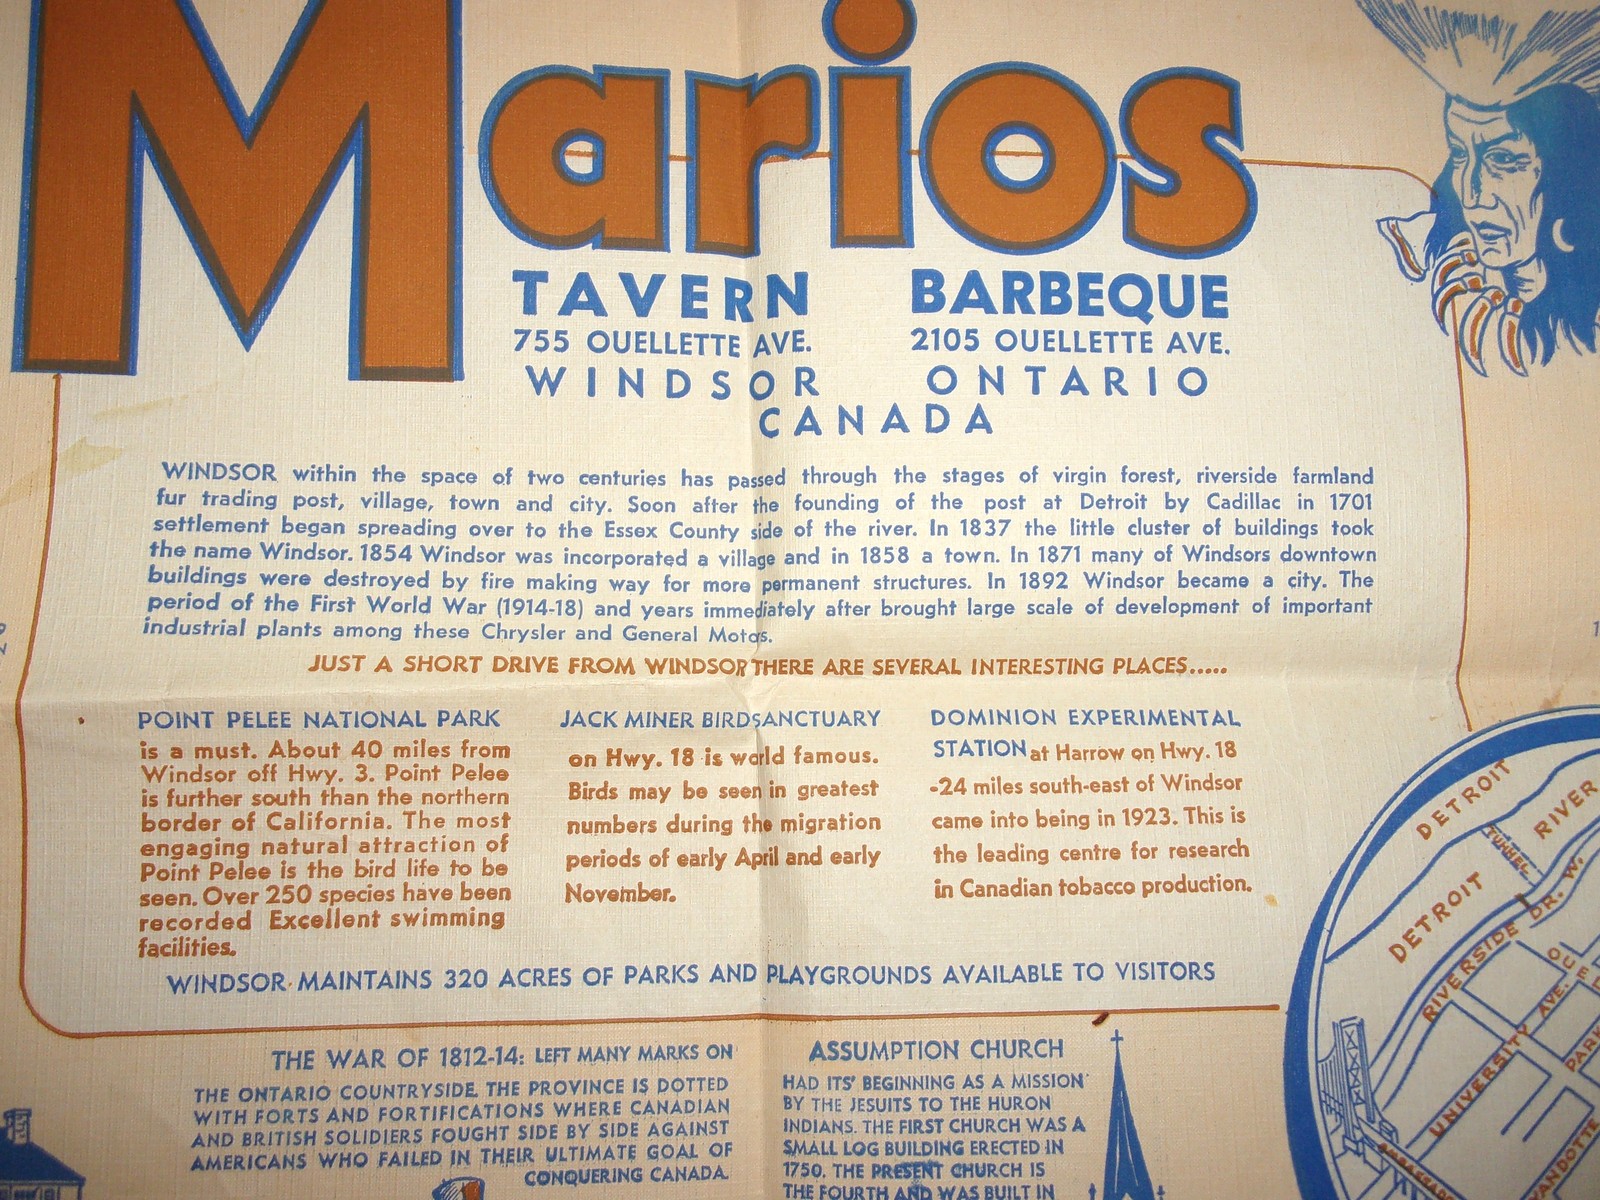 Marios
TAVERN BARBEQUE
755 OUELLETTE AVE. 2105 OUELLETTE AVE.
WINDSOR ONTARIO
CANADA
WINDSOR within the space of two centuries has passed through the stages of virgin forest, riverside farmland
fur trading post, village, town and city. Soon after the founding of the post at Detroit by Cadillac in 1701
settlement began spreading over to the Essex County side of the river. In 1837 the little cluster of buildings took
the name Windsor. 1854 Windsor was incorporated a village and in 1858 a town. In 1871 many of Windsors downtown
buildings were destroyed by fire making way for more permanent structures. In 1892 Windsor became a city. The
period of the First World War (1914-18) and years immediately after brought large scale of development of important
industrial plants among these Chrysler and General Motors.
JUST A SHORT DRIVE FROM WINDSOR THERE ARE SEVERAL INTERESTING PLACES.....
POINT PELEE NATIONAL PARK
is a must. About 40 miles from
Windsor off Hwy. 3. Point Pelee
is further south than the northern
border of California. The most
engaging natural attraction of
Point Pelee is the bird life to be
seen. Over 250 species have been
recorded Excellent swimming
facilities.
JACK MINER BIRDSANCTUARY
on Hwy. 18 is world famous.
Birds may be seen in greatest
numbers during the migration
periods of early April and early
November.
DOMINION EXPERIMENTAL
STATION at Harrow on Hwy. 18
-24 miles south-east of Windsor
came into being in 1923. This is
the leading centre for research
in Canadian tobacco production.
WINDSOR MAINTAINS 320 ACRES OF PARKS AND PLAYGROUNDS AVAILABLE TO VISITORS
THE WAR OF 1812-14: LEFT MANY MARKS ON
THE ONTARIO COUNTRYSIDE. THE PROVINCE IS DOTTED
WITH FORTS AND FORTIFICATIONS WHERE CANADIAN
AND BRITISH SOLIDIERS FOUGHT SIDE BY SIDE AGAINST
AMERICANS WHO FAILED IN THEIR ULTIMATE GOAL OF
CONQUERING CANADA.
ASSUMPTION CHURCH
HAD ITS' BEGINNING AS A MISSION
BY THE JESUITS TO THE HURON
INDIANS. THE FIRST CHURCH WAS A
SMALL LOG BUILDING ERECTED IN
1750. THE PRESENT CHURCH IS
THE FOURTH AND WAS BUILT IN
DETROIT RIVER
TUNNEL
DETROIT
RIVERSIDE DR. W.
OUE
UNIVERSITY AVE.
PARK